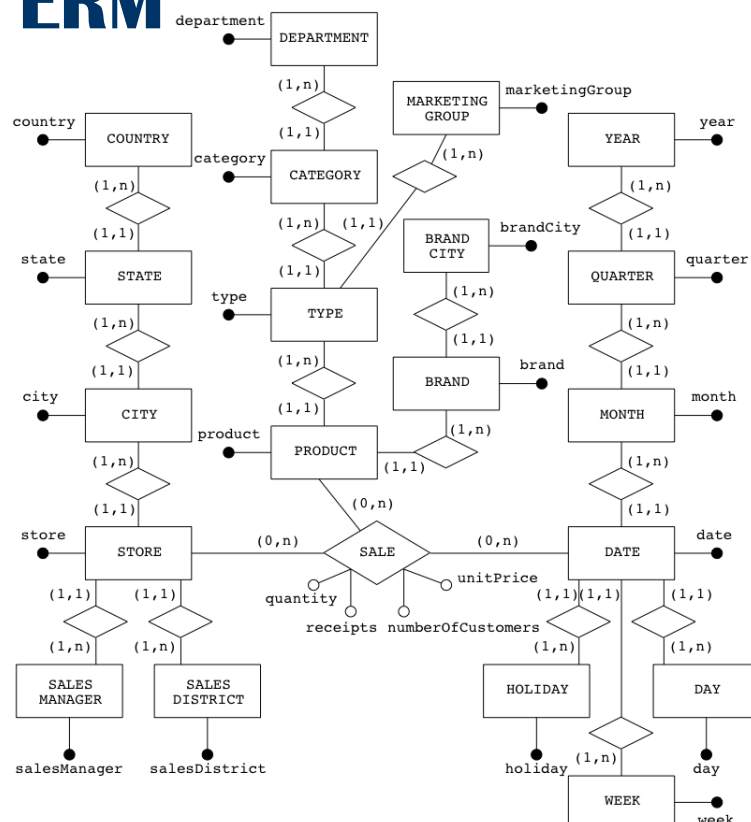 ERM
department
DEPARTMENT
(1,n)
marketingGroup
MARKETING
GROUP
country
COUNTRY
(1,1)
YEAR
year
category
CATEGORY
(1,n)
(1,n)
(1,n)
(1,n)
(1,1)
BRAND
CITY
brandCity
(1,1)
(1,1)
(1,1)
state
STATE
QUARTER
quarter
type
TYPE
(1,n)
(1,n)
(1,n)
(1,1)
(1,n)
(1,1)
(1,1)
brand
BRAND
city
CITY
(1,1)
MONTH
month
product
PRODUCT
(1,n)
(1,n)
(1,n)
(1,1)
(0,n)
(1,1)
(1,1)
store
STORE
(0,n)
SALE
(0,n)
DATE
date
unitPrice
quantity
(1,1)
(1,1)
(1,1)
(1,1)
(1,1)
receipts
numberOfCustomers
(1,n)
(1,n)
(1,n)
(1,n)
SALES
MANAGER
SALES
DISTRICT
HOLIDAY
DAY
salesManager
salesDistrict
holiday
(1,n)
day
WEEK
week